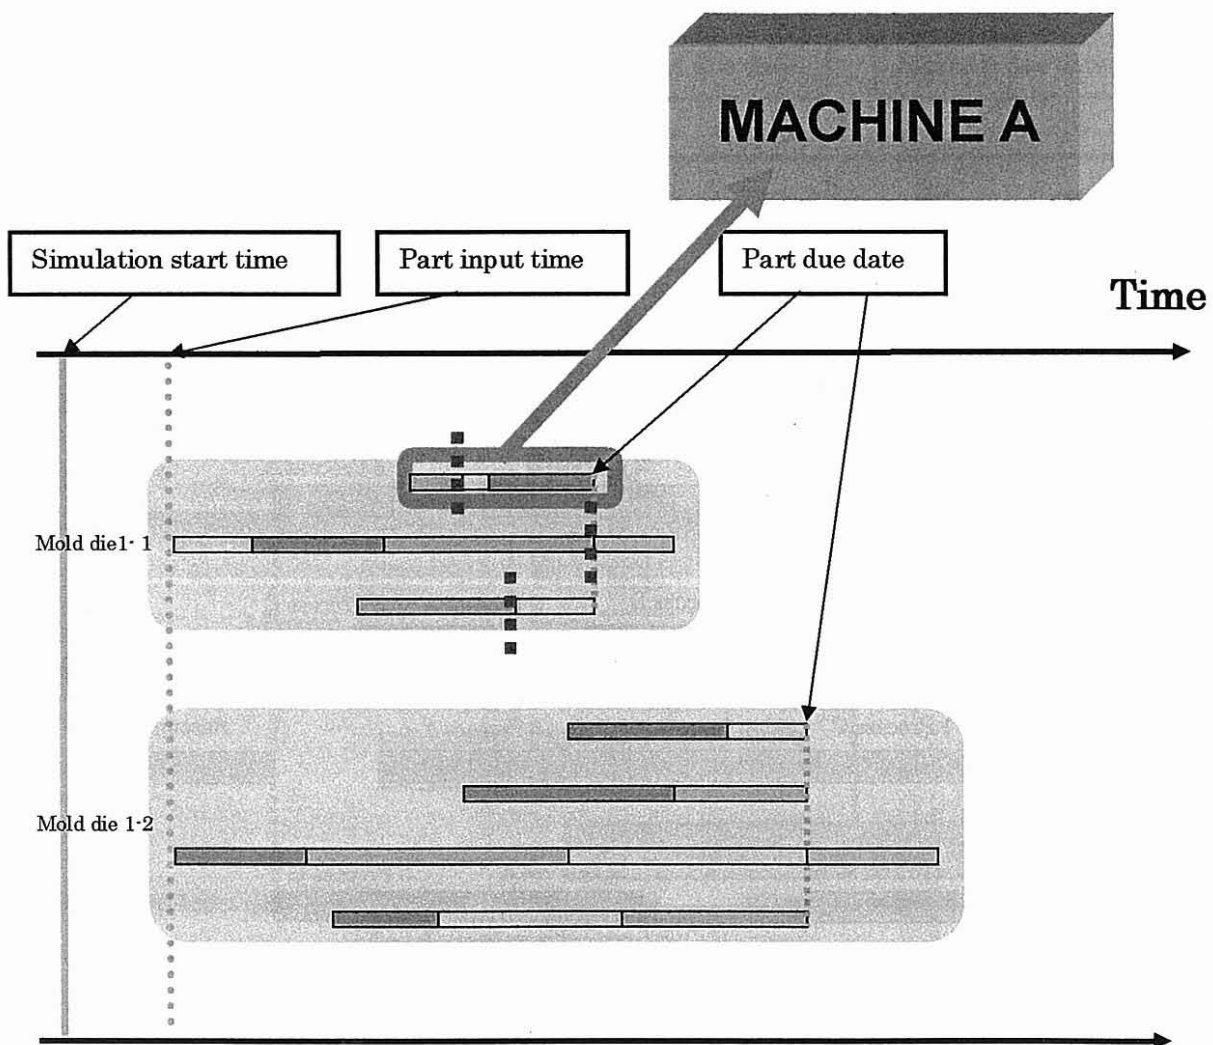 MACHINE A
Simulation start time
Part input time
Part due date
Time
Mold die1- 1
Mold die 1-2